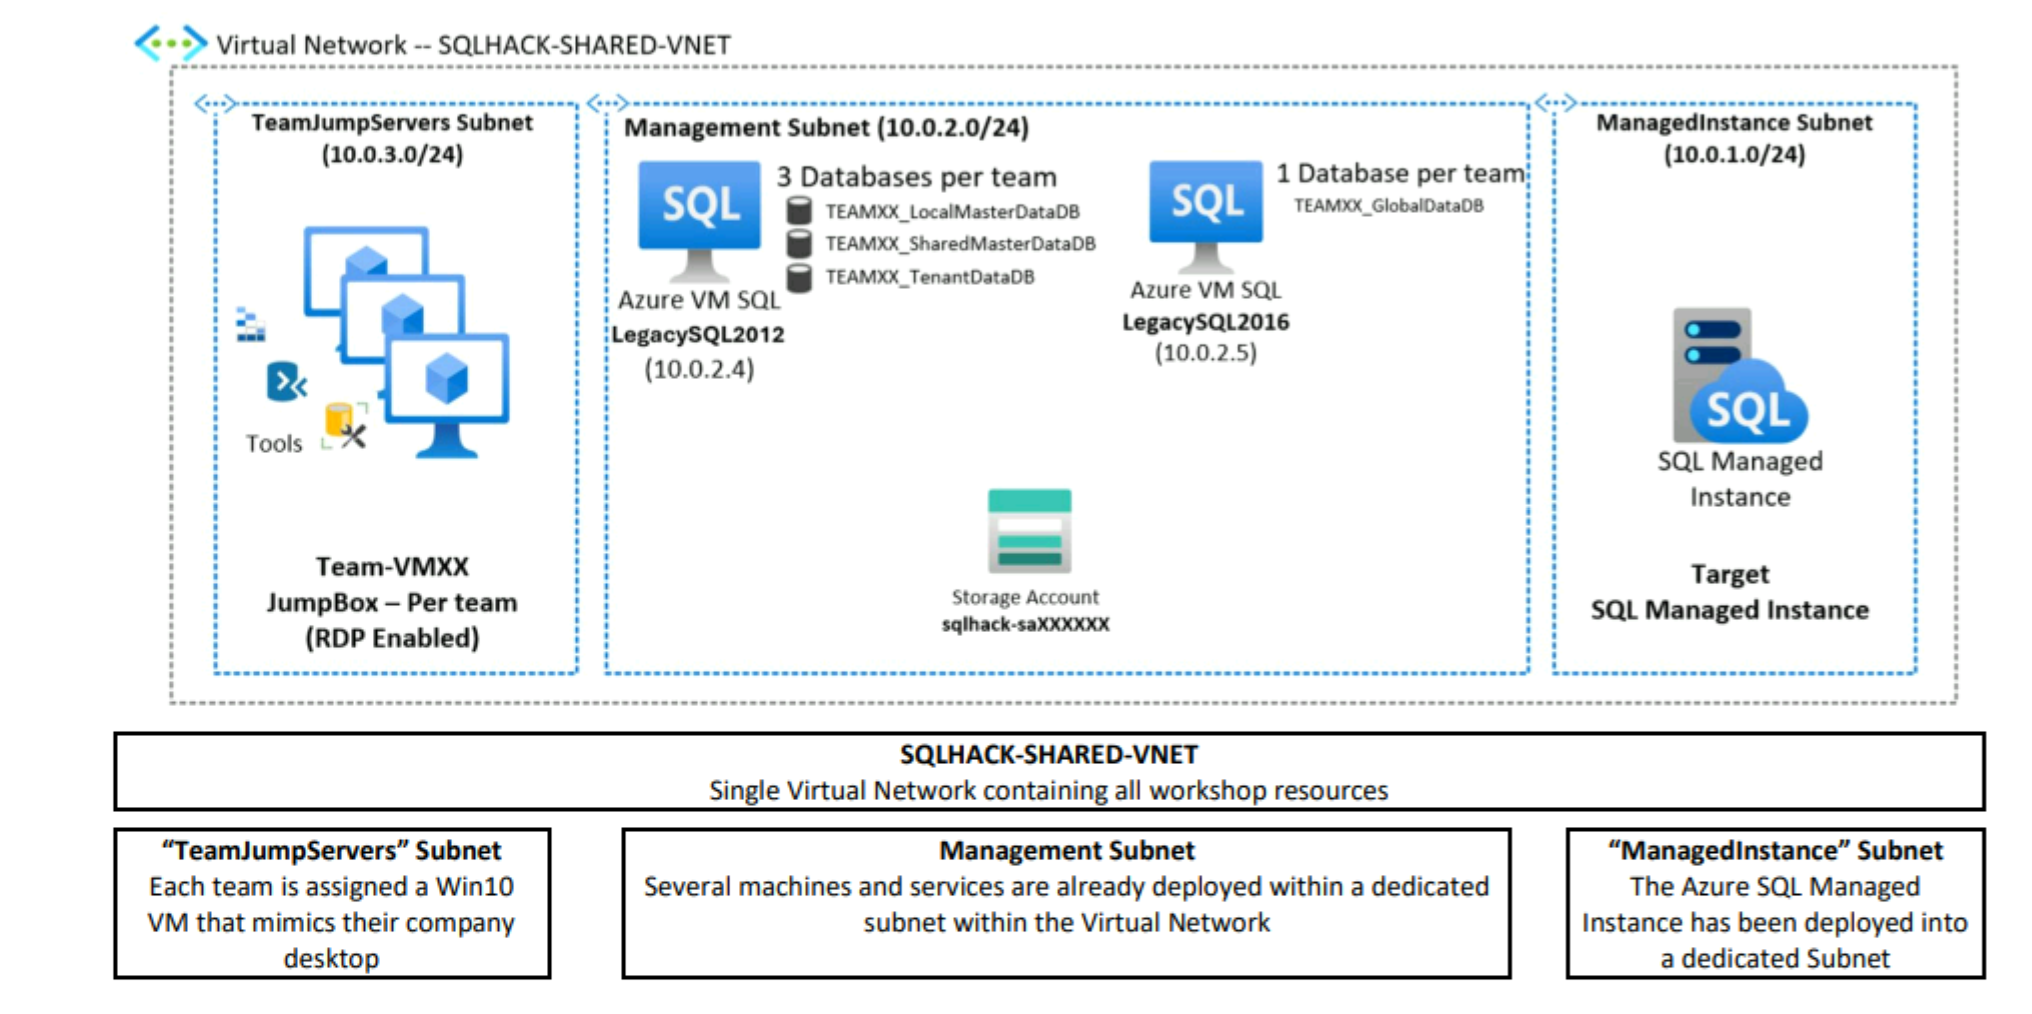 Virtual Network -- SQLHACK-SHARED-VNET
TeamJumpServers Subnet
(10.0.3.0/24)
Tools
Team-VMXX
JumpBox – Per team
(RDP Enabled)
Management Subnet (10.0.2.0/24)
SQL
3 Databases per team
TEAMXX_LocalMasterDataDB
TEAMXX_SharedMasterDataDB
TEAMXX_TenantDataDB
Azure VM SQL
LegacySQL2012
(10.0.2.4)
SQL
1 Database per team
TEAMXX_GlobalDataDB
Azure VM SQL
LegacySQL2016
(10.0.2.5)
Storage Account
sqlhack-saXXXXXX
ManagedInstance Subnet
(10.0.1.0/24)
SQL
SQL Managed
Instance
Target
SQL Managed Instance
SQLHACK-SHARED-VNET
Single Virtual Network containing all workshop resources
“TeamJumpServers” Subnet
Each team is assigned a Win10
VM that mimics their company
desktop
Management Subnet
Several machines and services are already deployed within a dedicated
subnet within the Virtual Network
“ManagedInstance” Subnet
The Azure SQL Managed
Instance has been deployed into
a dedicated Subnet